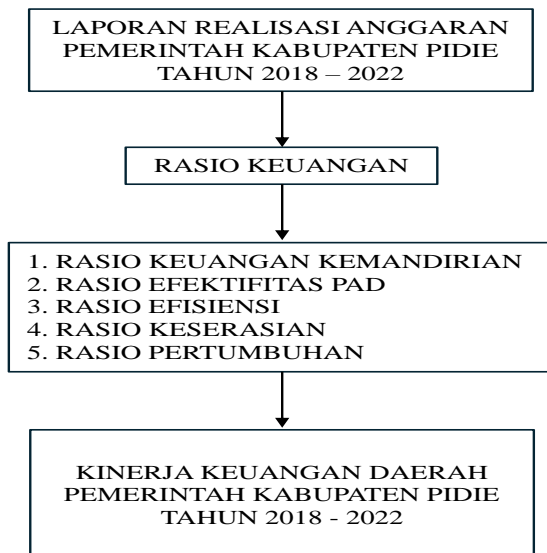 LAPORAN REALISASI ANGGARAN
PEMERINTAH KABUPATEN PIDIE
TAHUN 2018 – 2022
RASIO KEUANGAN
1. RASIO KEUANGAN KEMANDIRIAN
2. RASIO EFEKTIFITAS PAD
3. RASIO EFISIENSI
4. RASIO KESERASIAN
5. RASIO PERTUMBUHAN
KINERJA KEUANGAN DAERAH
PEMERINTAH KABUPATEN PIDIE
TAHUN 2018 - 2022